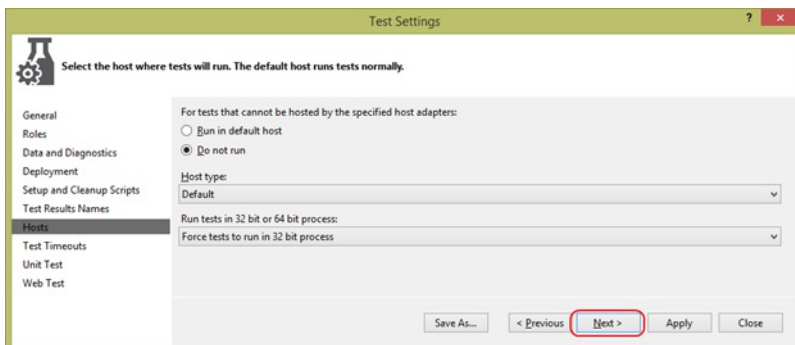 Test Settings
?
Select the host where tests will run. The default host runs tests normally.
General
Roles
Data and Diagnostics
Deployment
Setup and Cleanup Scripts
Test Results Names
Hosts
Test Timeouts
Unit Test
Web Test
For tests that cannot be hosted by the specified host adapters:
Run in default host
Do not run
Host type:
Default
Run tests in 32 bit or 64 bit process:
Force tests to run in 32 bit process
Save As... < Previous Next > Apply Close